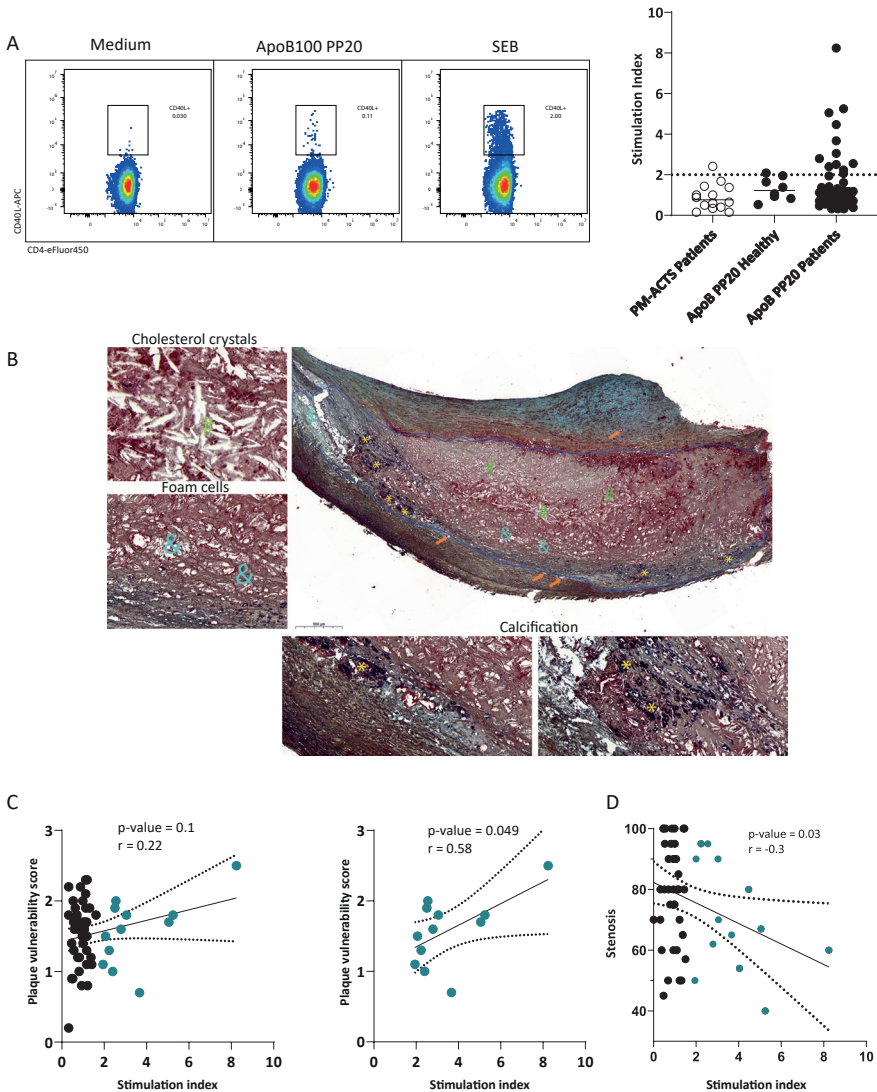 A
Medium
ApoB100 PP20
SEB
CD40L+
0.030
CD40L+
0.11
CD40L+
2.00
CD40L-APC
CD4-eFluor450
Stimulation Index
10
8
6
4
2
0
PM-ACTS Patients
ApoB PP20 Healthy
ApoB PP20 Patients
B
Cholesterol crystals
#
Foam cells
&
&
Calcification
C
p-value = 0.1
r = 0.22
Plaque vulnerability score
3
2
1
0
0 2 4 6 8 10
Stimulation index
p-value = 0.049
r = 0.58
Plaque vulnerability score
3
2
1
0
0 2 4 6 8 10
Stimulation index
D
p-value = 0.03
r = -0.3
Stenosis
100
80
60
40
0 2 4 6 8 10
Stimulation index